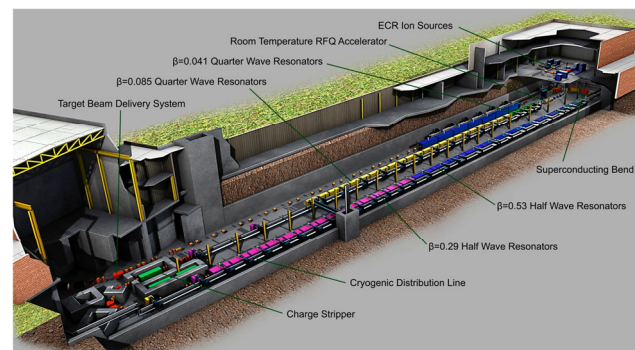 ECR Ion Sources
Room Temperature RFQ Accelerator
β=0.041 Quarter Wave Resonators
β=0.085 Quarter Wave Resonators
Target Beam Delivery System
Superconducting Bend
β=0.53 Half Wave Resonators
β=0.29 Half Wave Resonators
Cryogenic Distribution Line
Charge Stripper